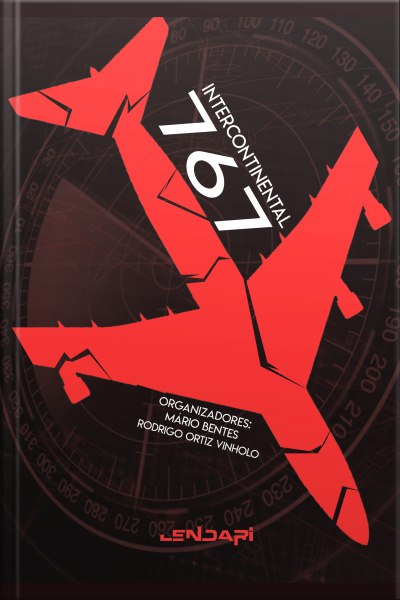 INTERCONTINENTAL
767
ORGANIZADORES:
MÁRIO BENTES
RODRIGO ORTIZ VINHOLO
LENDARI